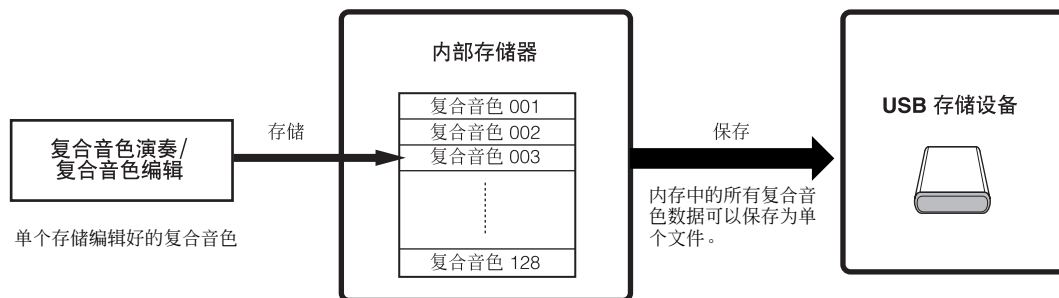 内部存储器
复合音色 001
复合音色 002
复合音色 003
复合音色 128
复合音色演奏/
复合音色编辑
存储
单个存储编辑好的复合音色
保存
内存中的所有复合音
色数据可以保存为单
个文件。
USB 存储设备